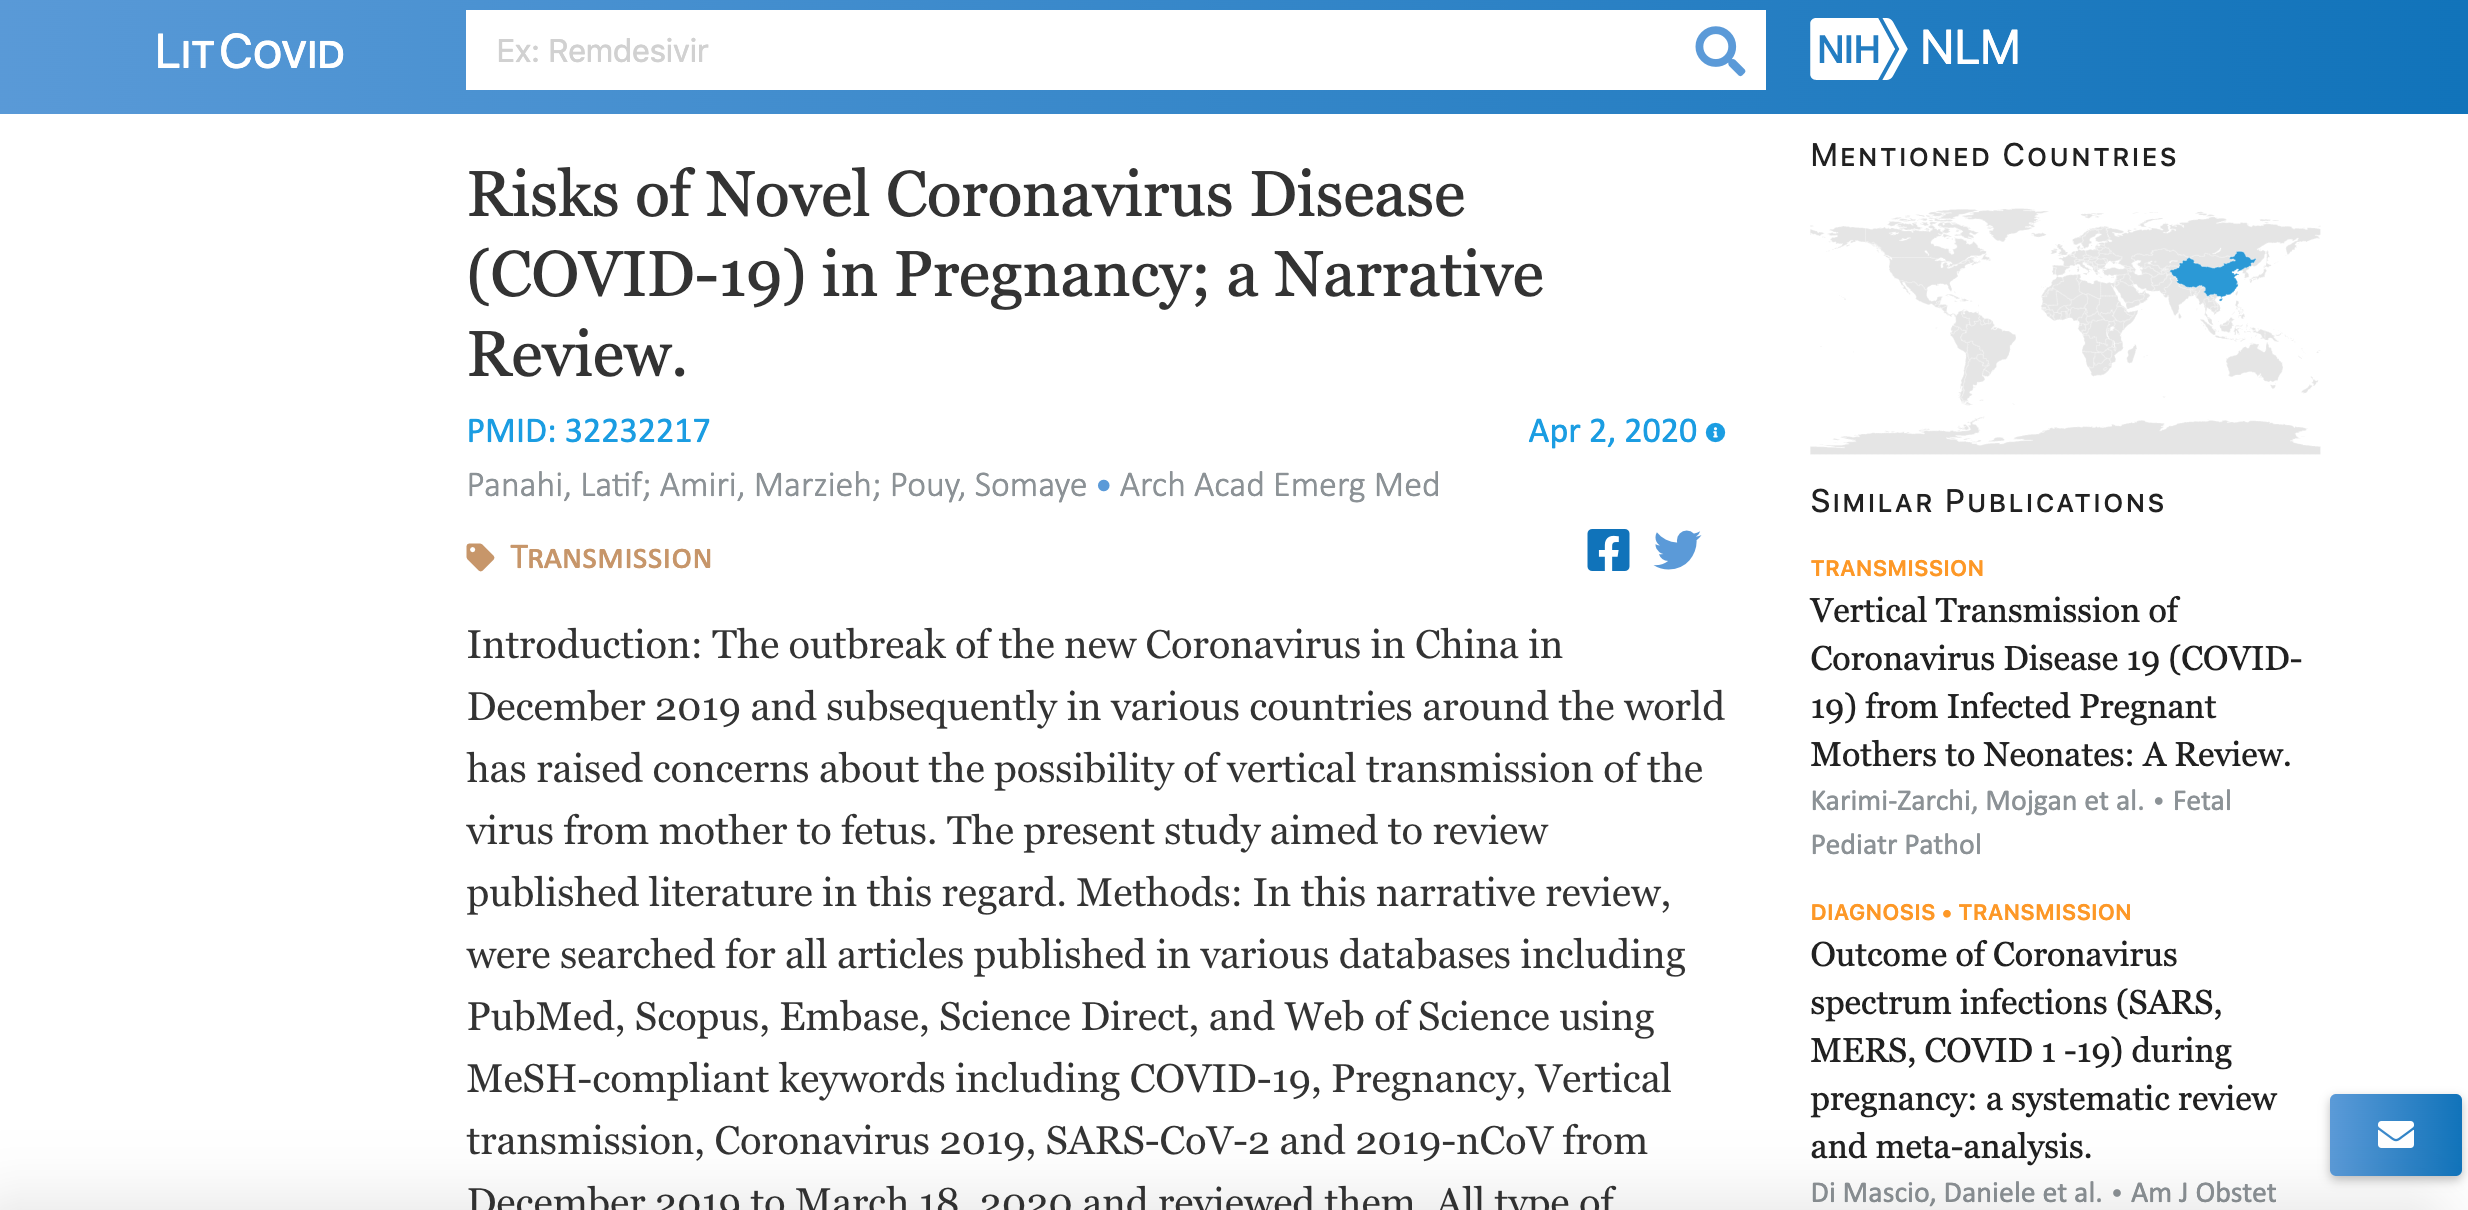 LitCovid
Ex: Remdesivir
NIH NLM
Risks of Novel Coronavirus Disease
(COVID-19) in Pregnancy; a Narrative
Review.
PMID: 32232217
Apr 2, 2020
Panahi, Latif; Amiri, Marzieh; Pouy, Somaye • Arch Acad Emerg Med
Transmission
Introduction: The outbreak of the new Coronavirus in China in
December 2019 and subsequently in various countries around the world
has raised concerns about the possibility of vertical transmission of the
virus from mother to fetus. The present study aimed to review
published literature in this regard. Methods: In this narrative review,
were searched for all articles published in various databases including
PubMed, Scopus, Embase, Science Direct, and Web of Science using
MeSH-compliant keywords including COVID-19, Pregnancy, Vertical
transmission, Coronavirus 2019, SARS-CoV-2 and 2019-nCoV from
December 2019 to March 18, 2020 and reviewed them. All type of
Mentioned Countries
Similar Publications
TRANSMISSION
Vertical Transmission of
Coronavirus Disease 19 (COVID-
19) from Infected Pregnant
Mothers to Neonates: A Review.
Karimi-Zarchi, Mojgan et al. • Fetal
Pediatr Pathol
DIAGNOSIS • TRANSMISSION
Outcome of Coronavirus
spectrum infections (SARS,
MERS, COVID 1 -19) during
pregnancy: a systematic review
and meta-analysis.
Di Mascio, Daniele et al. • Am J Obstet